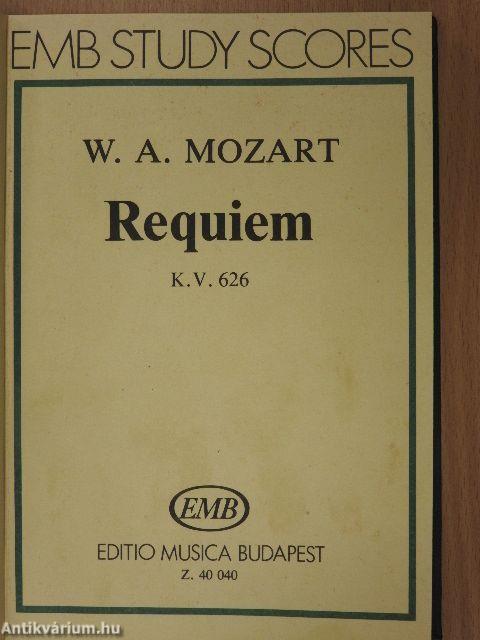 EMB STUDY SCORES
W. A. MOZART
Requiem
K.V. 626
EMB
EDITIO MUSICA BUDAPEST
Z. 40 040
Antikvárium.hu